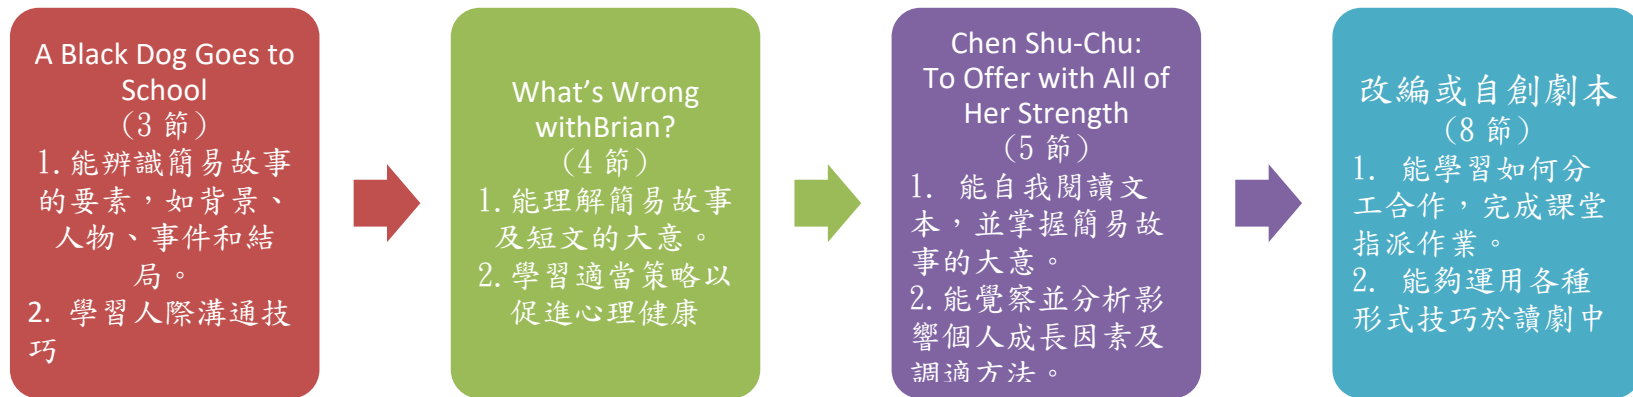 A Black Dog Goes to
School
（3 節）
1.能辨識簡易故事
的要素，如背景、
人物、事件和結
局。
2. 學習人際溝通技
巧
What’s Wrong
withBrian?
（4 節）
1.能理解簡易故事
及短文的大意。
2.學習適當策略以
促進心理健康
Chen Shu-Chu:
To Offer with All of
Her Strength
（5 節）
1. 能自我閱讀文
本，並掌握簡易故
事的大意。
2.能覺察並分析影
響個人成長因素及
調適方法。
改編或自創劇本
（8 節）
1. 能學習如何分
工合作，完成課堂
指派作業。
2. 能夠運用各種
形式技巧於讀劇中